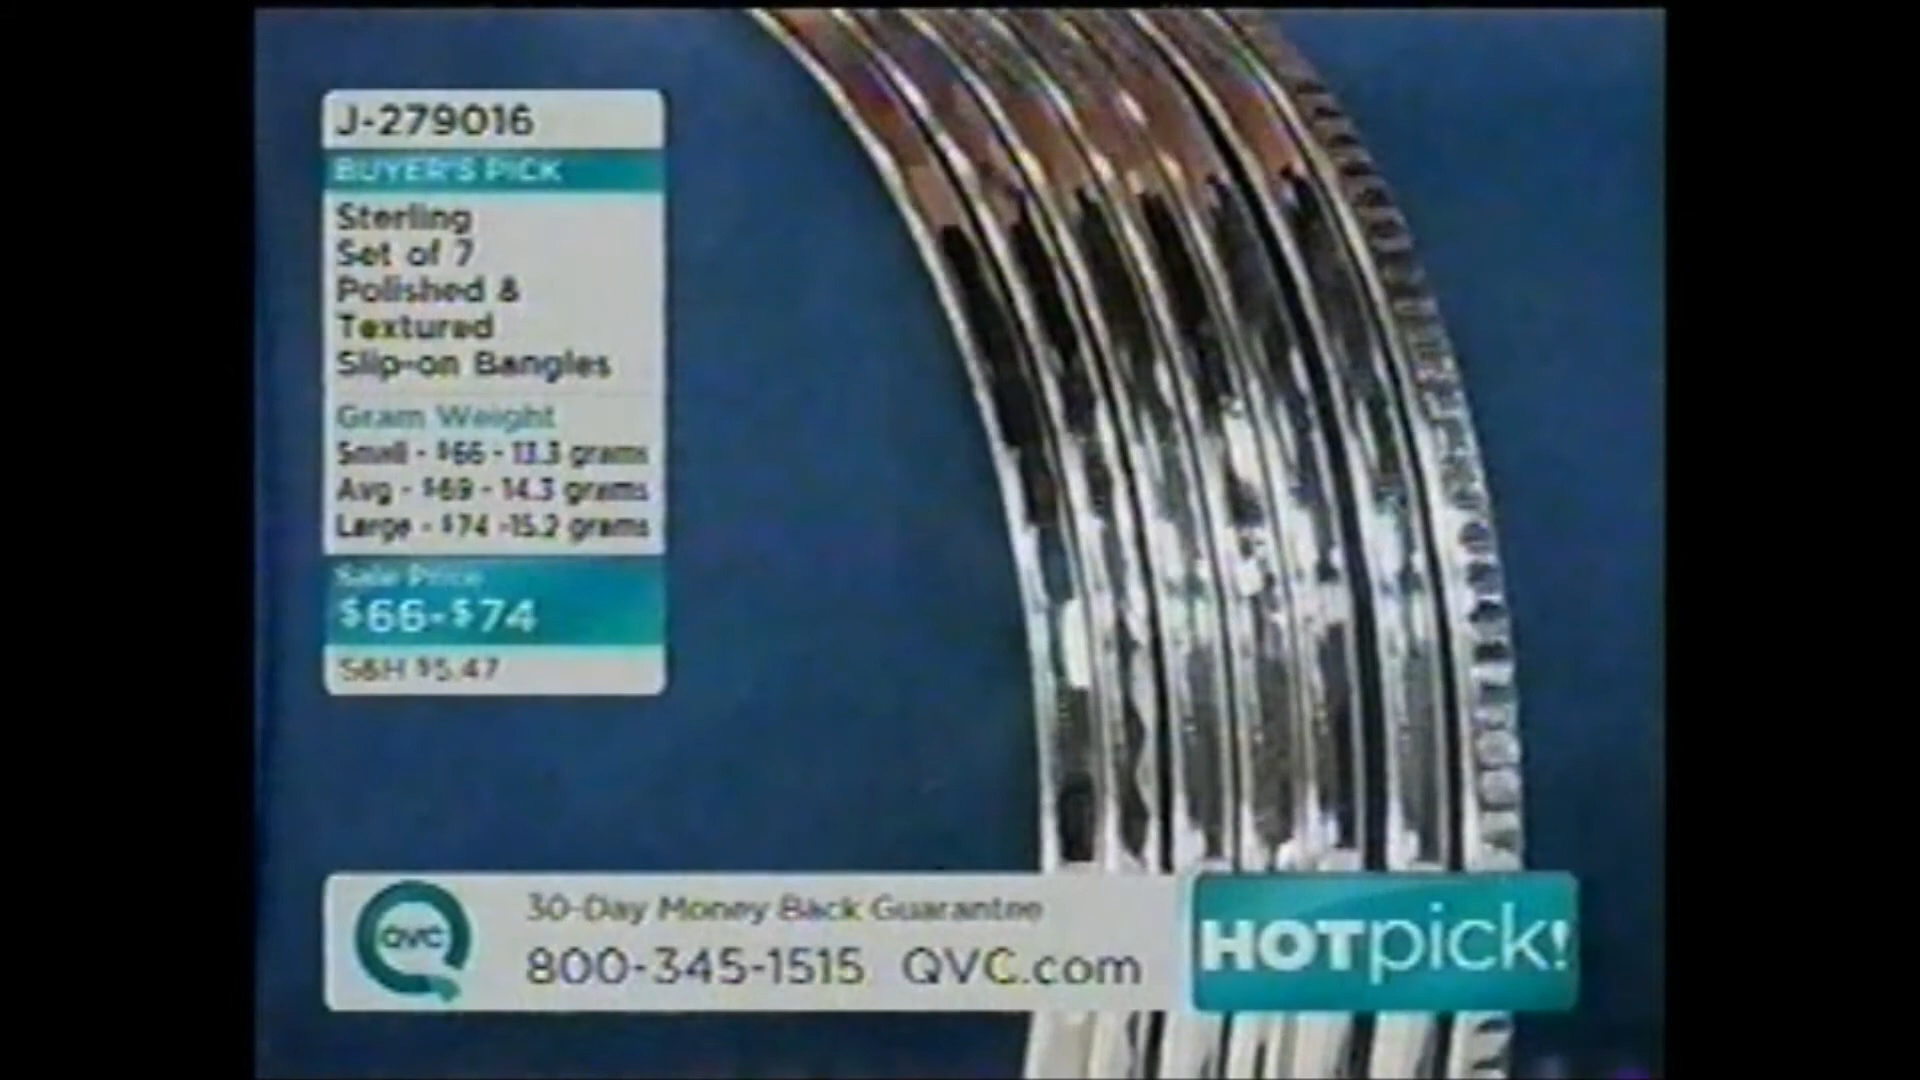 J-279016
BUYER'S PICK
Sterling
Set of 7
Polished &
Textured
Slip-on Bangles
Gram Weight
Small - $66 - 13.3 grams
Avg - $69 - 14.3 grams
Large - $74 -15.2 grams
Sale Price
$66-$74
S&H $5.47
QVC
30-Day Money Back Guarantee
800-345-1515 QVC.com
HOTpick!